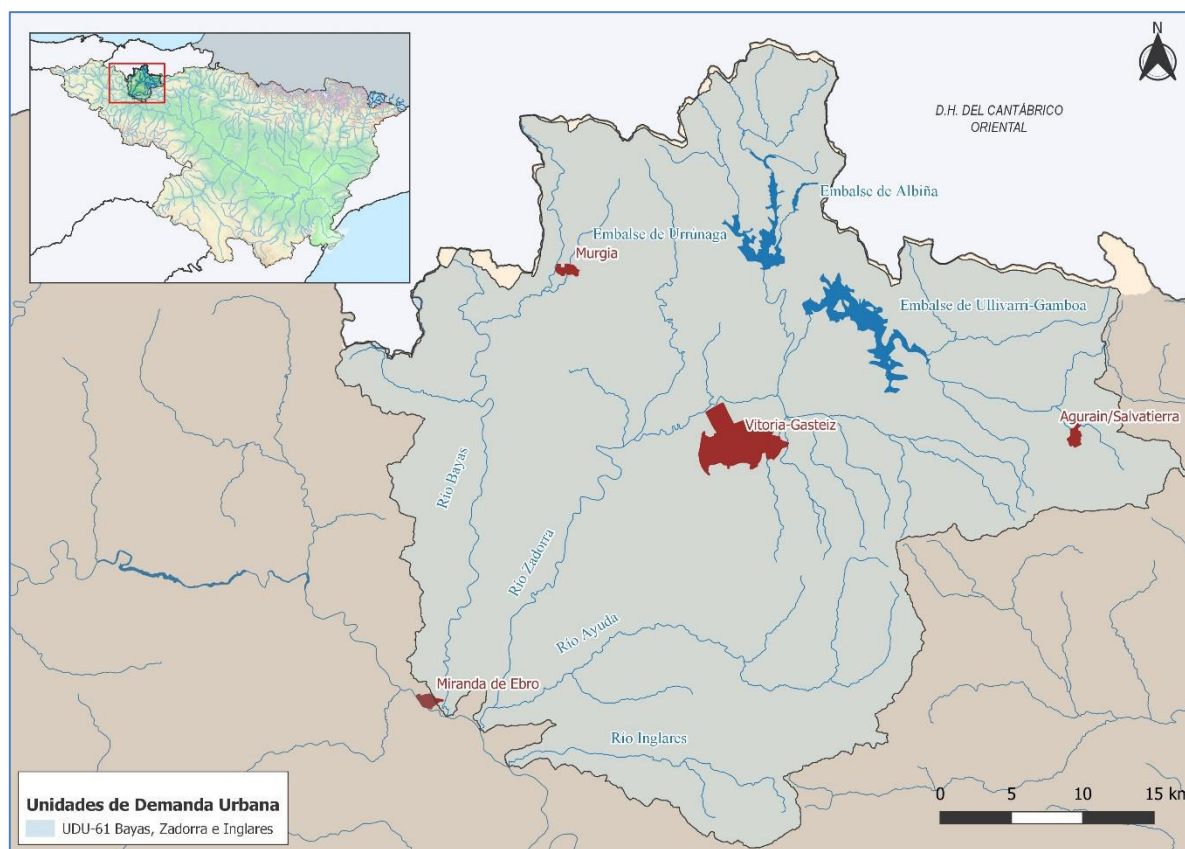 N
D.H. DEL CANTÁBRICO
ORIENTAL
Embalse de Albiña
Embalse de Urrúnaga
Murgia
Embalse de Ullivarri-Gamboa
Vitoria-Gasteiz
Agurain/Salvatierra
Río Bayas
Río Zadorra
Río Ayuda
Miranda de Ebro
Río Inglares
Unidades de Demanda Urbana
UDU-61 Bayas, Zadorra e Inglares
0 5 10 15 km